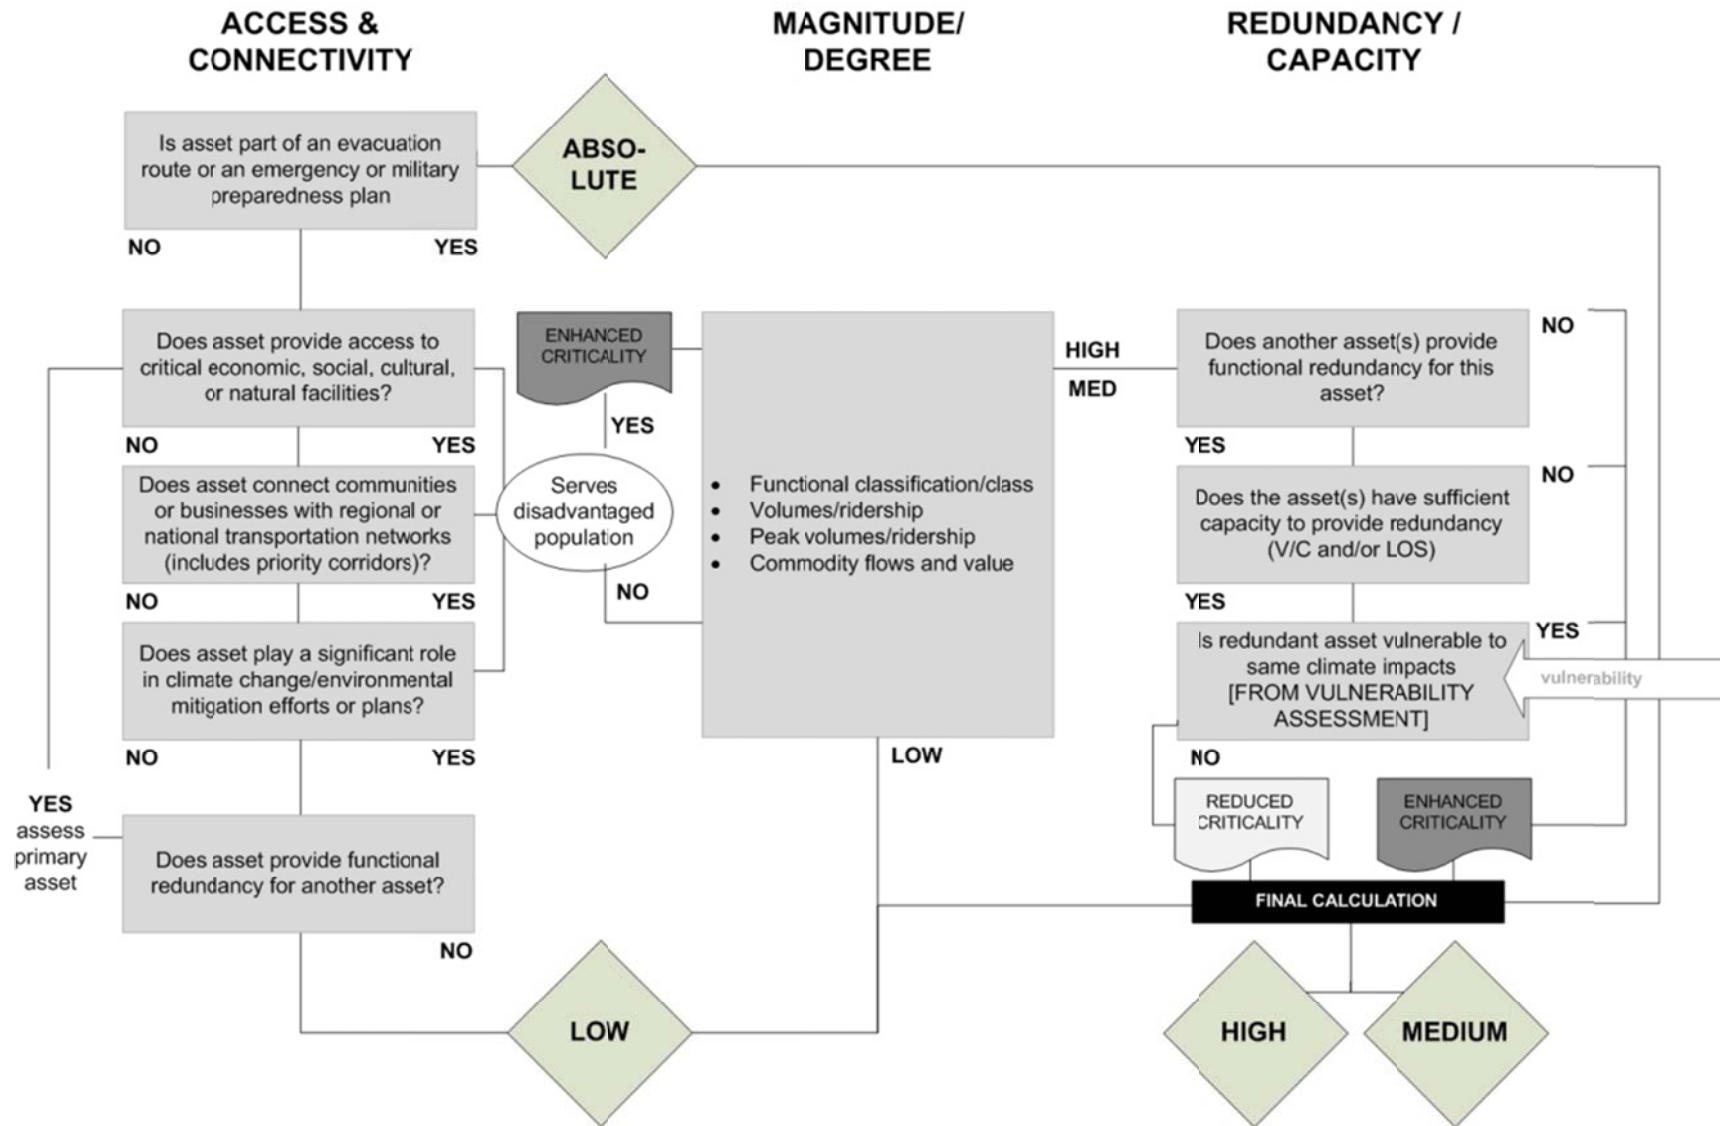 ACCESS &
CONNECTIVITY
MAGNITUDE/
DEGREE
REDUNDANCY /
CAPACITY
Is asset part of an evacuation
route or an emergency or military
preparedness plan
NO
YES
ABSO-
LUTE
Does asset provide access to
critical economic, social, cultural,
or natural facilities?
NO
YES
Does asset connect communities
or businesses with regional or
national transportation networks
(includes priority corridors)?
NO
YES
Does asset play a significant role
in climate change/environmental
mitigation efforts or plans?
NO
YES
YES
assess
primary
asset
Does asset provide functional
redundancy for another asset?
NO
ENHANCED
CRITICALITY
YES
Serves
disadvantaged
population
NO
• Functional classification/class
• Volumes/ridership
• Peak volumes/ridership
• Commodity flows and value
HIGH
MED
LOW
LOW
Does another asset(s) provide
functional redundancy for this
asset?
NO
YES
Does the asset(s) have sufficient
capacity to provide redundancy
(V/C and/or LOS)
NO
YES
Is redundant asset vulnerable to
same climate impacts
[FROM VULNERABILITY
ASSESSMENT]
YES
vulnerability
NO
REDUCED
CRITICALITY
ENHANCED
CRITICALITY
FINAL CALCULATION
HIGH
MEDIUM